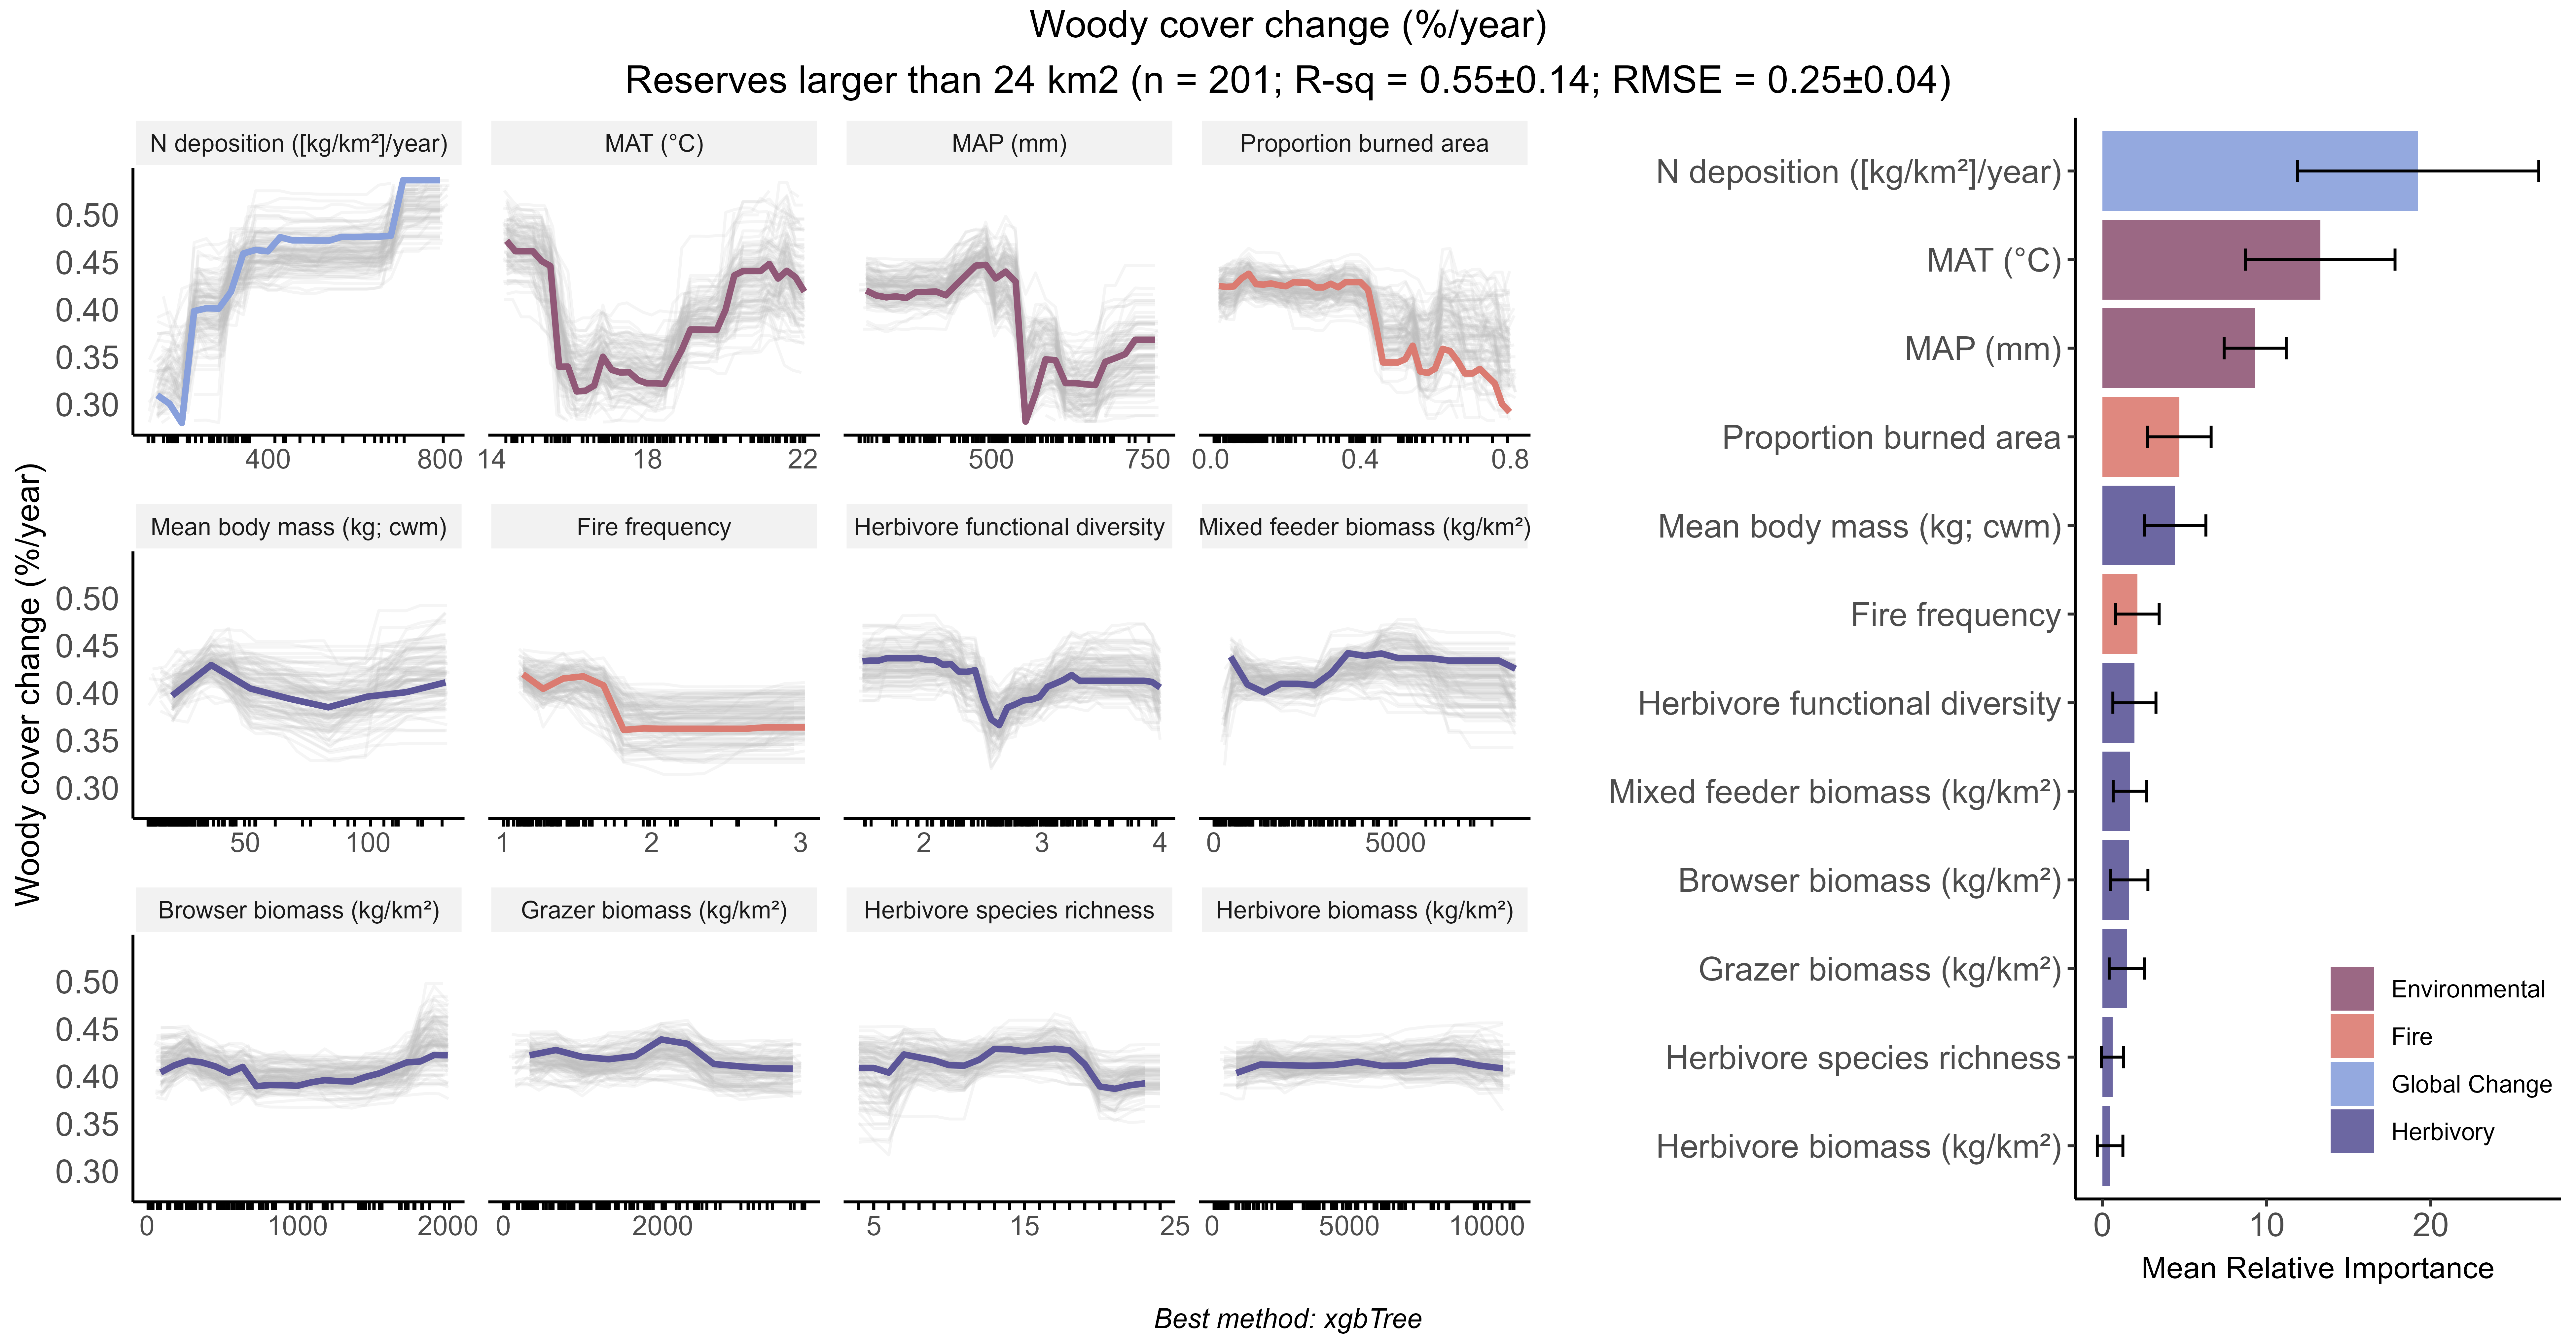 Woody cover change (%/year)
Reserves larger than 24 km2 (n = 201; R-sq = 0.55±0.14; RMSE = 0.25±0.04)
Woody cover change (%/year)
N deposition ([kg/km²]/year)
MAT (°C)
MAP (mm)
Proportion burned area
0.50
0.45
0.40
0.35
0.30
400 800
14 18 22
500 750
0.0 0.4 0.8
Mean body mass (kg; cwm)
Fire frequency
Herbivore functional diversity
Mixed feeder biomass (kg/km²)
0.50
0.45
0.40
0.35
0.30
50 100
1 2 3
2 3 4
0 5000
Browser biomass (kg/km²)
Grazer biomass (kg/km²)
Herbivore species richness
Herbivore biomass (kg/km²)
0.50
0.45
0.40
0.35
0.30
0 1000 2000
0 2000
5 15 25
0 5000 10000
N deposition ([kg/km²]/year)
MAT (°C)
MAP (mm)
Proportion burned area
Mean body mass (kg; cwm)
Fire frequency
Herbivore functional diversity
Mixed feeder biomass (kg/km²)
Browser biomass (kg/km²)
Grazer biomass (kg/km²)
Herbivore species richness
Herbivore biomass (kg/km²)
Environmental
Fire
Global Change
Herbivory
0 10 20
Mean Relative Importance
Best method: xgbTree